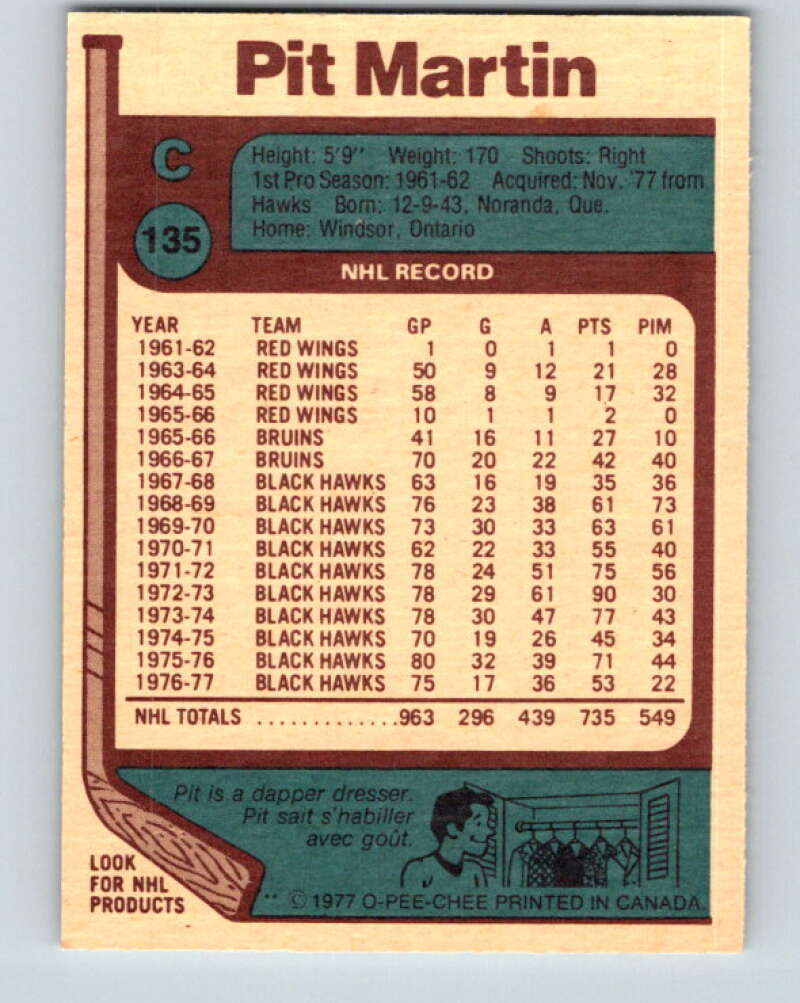 Pit Martin
C
135
Height: 5'9" Weight: 170 Shoots: Right
1st Pro Season: 1961-62 Acquired: Nov. '77 from
Hawks Born: 12-9-43, Noranda, Que.
Home: Windsor, Ontario
NHL RECORD
YEAR TEAM GP G A PTS PIM
1961-62 RED WINGS 1 0 1 1 0
1963-64 RED WINGS 50 9 12 21 28
1964-65 RED WINGS 58 8 9 17 32
1965-66 RED WINGS 10 1 1 2 0
1965-66 BRUINS 41 16 11 27 10
1966-67 BRUINS 70 20 22 42 40
1967-68 BLACK HAWKS 63 16 19 35 36
1968-69 BLACK HAWKS 76 23 38 61 73
1969-70 BLACK HAWKS 73 30 33 63 61
1970-71 BLACK HAWKS 62 22 33 55 40
1971-72 BLACK HAWKS 78 24 51 75 56
1972-73 BLACK HAWKS 78 29 61 90 30
1973-74 BLACK HAWKS 78 30 47 77 43
1974-75 BLACK HAWKS 70 19 26 45 34
1975-76 BLACK HAWKS 80 32 39 71 44
1976-77 BLACK HAWKS 75 17 36 53 22
NHL TOTALS .............963 296 439 735 549
Pit is a dapper dresser.
Pit sait s'habiller
avec goût.
LOOK
FOR NHL
PRODUCTS
** © 1977 O-PEE-CHEE PRINTED IN CANADA.